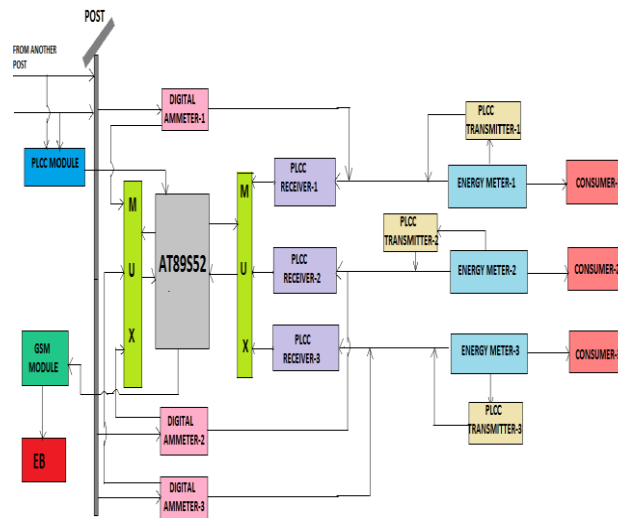 POST
FROM ANOTHER
POST
DIGITAL
AMMETER-1
PLCC
TRANSMITTER-1
PLCC MODULE
PLCC
RECEIVER-1
ENERGY METER-1
CONSUMER-
M
U
X
AT89S52
M
U
X
PLCC
TRANSMITTER-2
PLCC
RECEIVER-2
ENERGY METER-2
CONSUMER-2
GSM
MODULE
PLCC
RECEIVER-3
ENERGY METER-3
CONSUMER-
PLCC
TRANSMITTER-3
DIGITAL
AMMETER-2
EB
DIGITAL
AMMETER-3